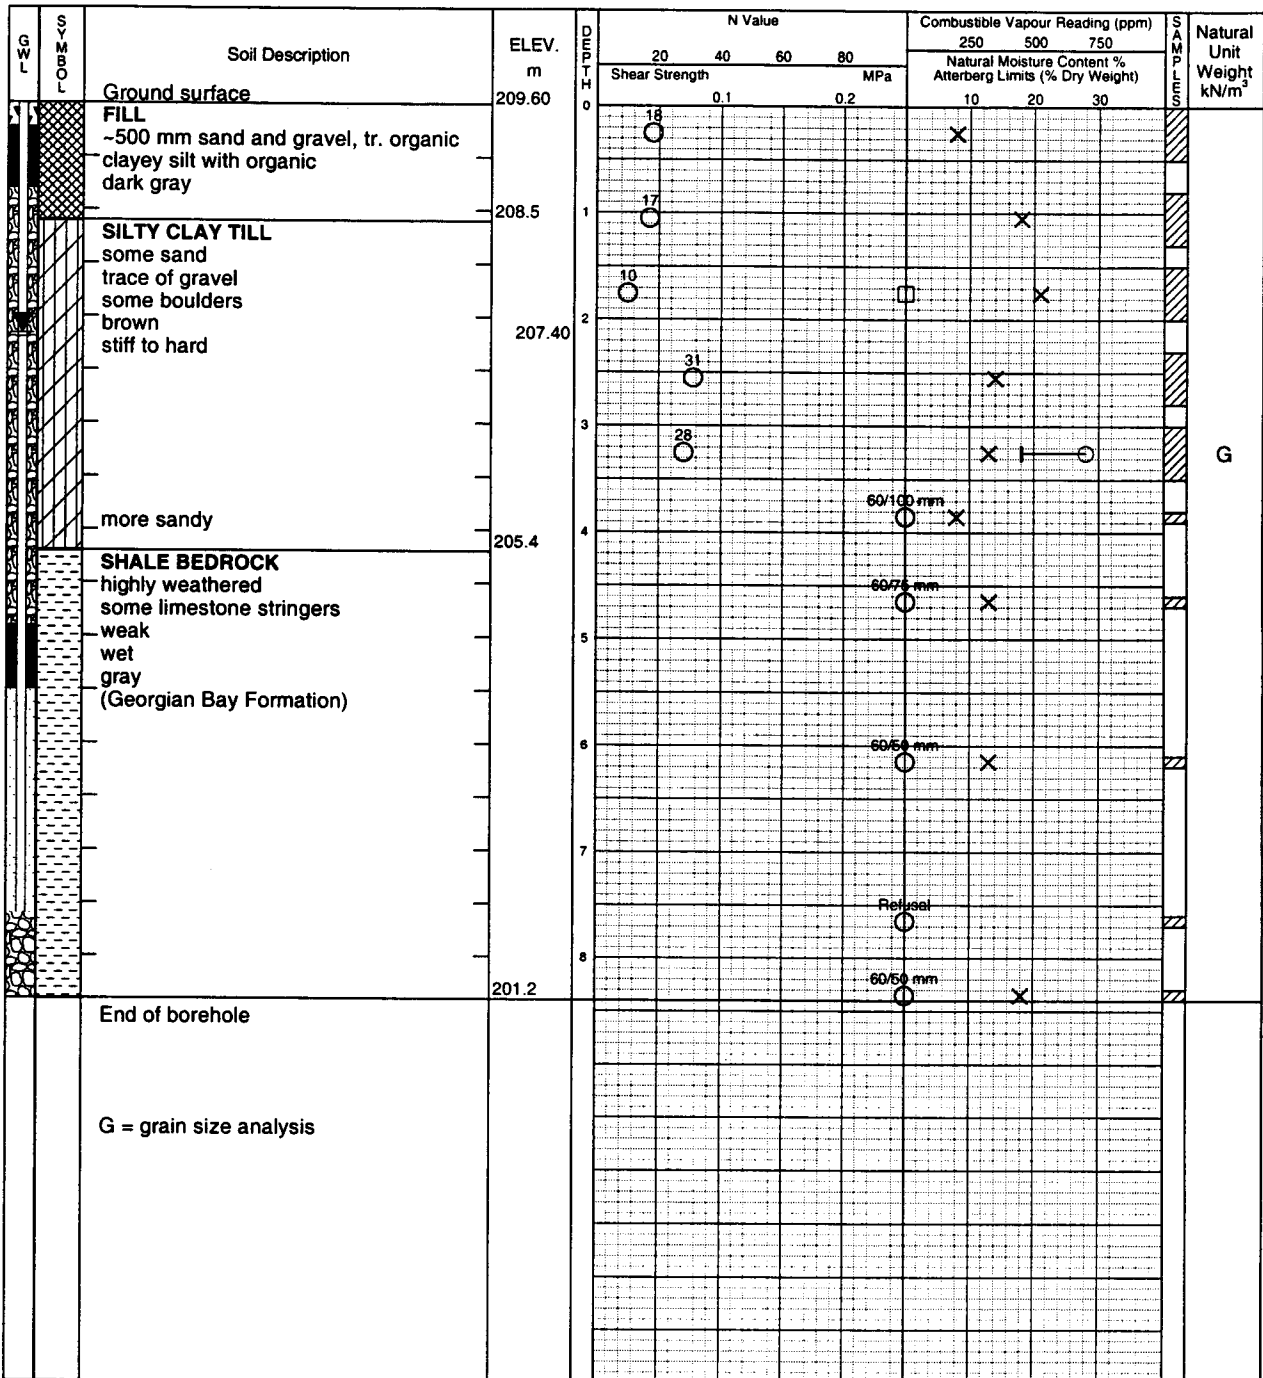 GWL
SYMBOL
Soil Description
ELEV.
m
DEPTH
N Value
20 40 60 80
Shear Strength MPa
0.1 0.2
Combustible Vapour Reading (ppm)
250 500 750
Natural Moisture Content %
Atterberg Limits (% Dry Weight)
10 20 30
SAMPLES
Natural
Unit
Weight
kN/m³
Ground surface
209.60
0
FILL
~500 mm sand and gravel, tr. organic
clayey silt with organic
dark gray
18
208.5
1
17
SILTY CLAY TILL
some sand
trace of gravel
some boulders
brown
stiff to hard
10
2
207.40
31
3
28
G
60/100 mm
more sandy
4
205.4
SHALE BEDROCK
highly weathered
some limestone stringers
weak
wet
gray
(Georgian Bay Formation)
60/75 mm
5
6
60/50 mm
7
Refusal
8
60/50 mm
201.2
End of borehole
G = grain size analysis